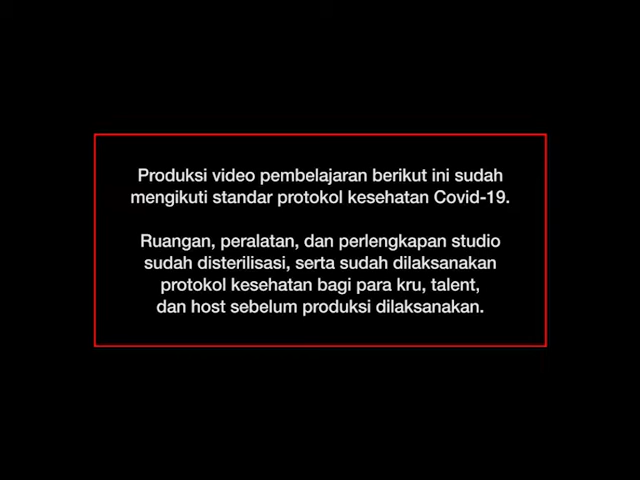 Produksi video pembelajaran berikut ini sudah
mengikuti standar protokol kesehatan Covid-19.
Ruangan, peralatan, dan perlengkapan studio
sudah disterilisasi, serta sudah dilaksanakan
protokol kesehatan bagi para kru, talent,
dan host sebelum produksi dilaksanakan.